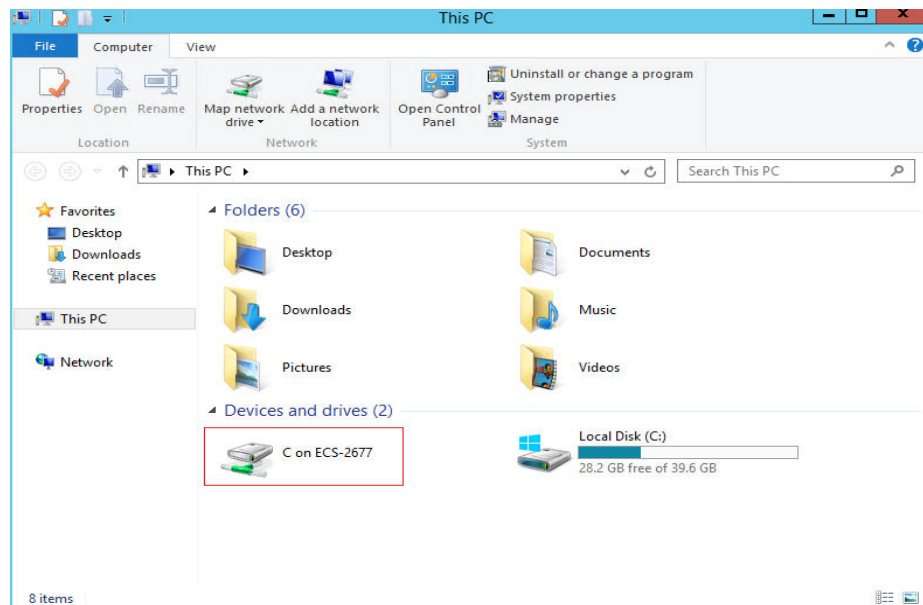 This PC
File Computer View
Properties Open Rename
Map network drive
Add a network location
Open Control Panel
Uninstall or change a program
System properties
Manage
Location Network System
This PC
Search This PC
Favorites
Desktop
Downloads
Recent places
This PC
Network
Folders (6)
Desktop Documents
Downloads Music
Pictures Videos
Devices and drives (2)
C on ECS-2677
Local Disk (C:)
28.2 GB free of 39.6 GB
8 items